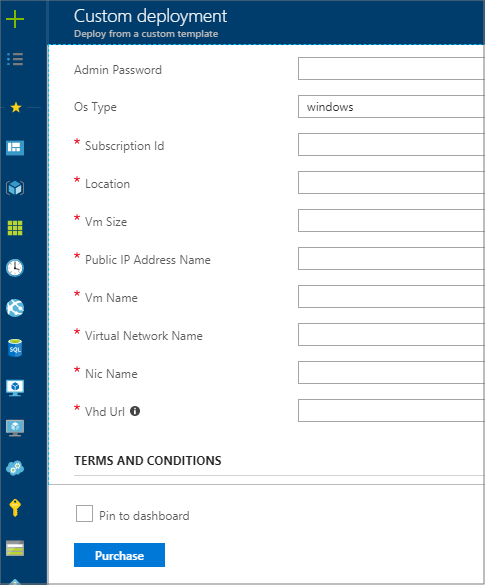 Custom deployment
Deploy from a custom template
Admin Password
Os Type windows
* Subscription Id
* Location
* Vm Size
* Public IP Address Name
* Vm Name
* Virtual Network Name
* Nic Name
* Vhd Url
TERMS AND CONDITIONS
Pin to dashboard
Purchase
SQL